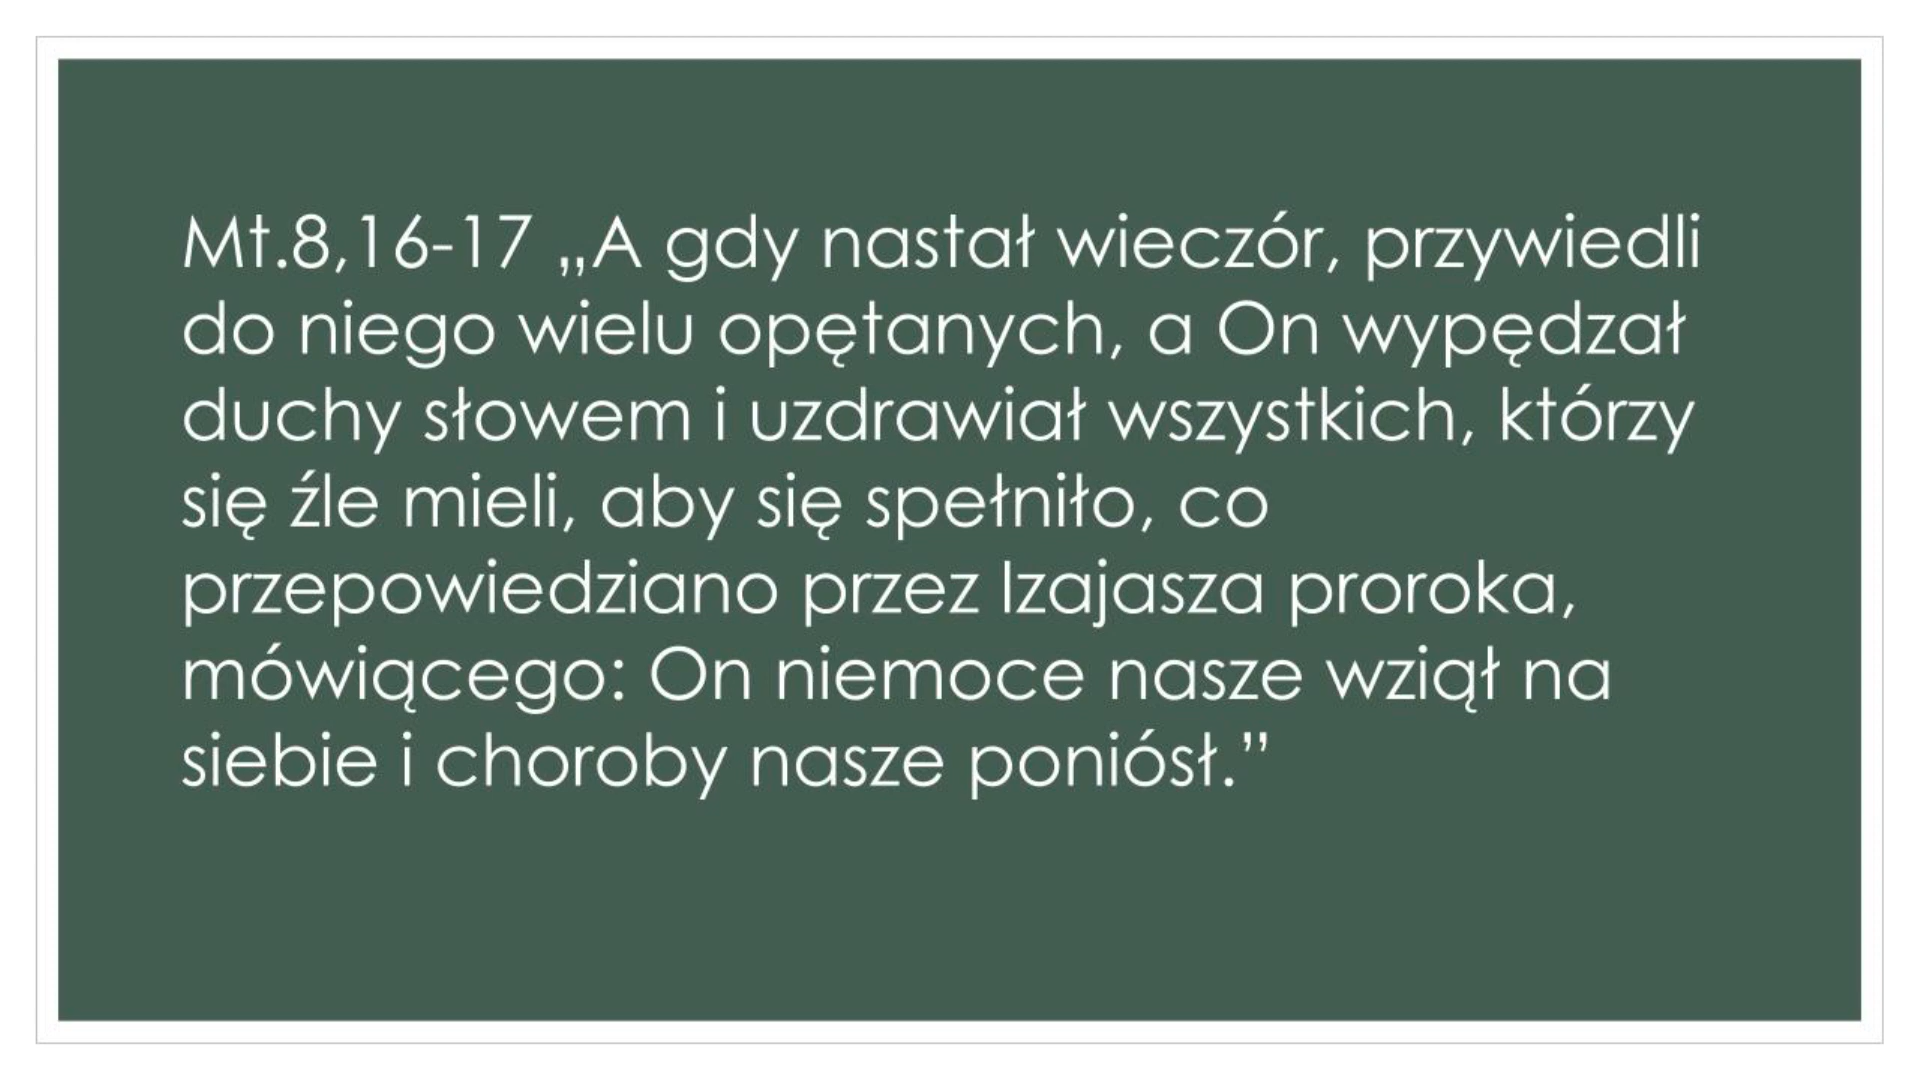 Mt.8,16-17 „A gdy nastał wieczór, przywiedli
do niego wielu opętanych, a On wypędzał
duchy słowem i uzdrawiał wszystkich, którzy
się źle mieli, aby się spełniło, co
przepowiedziano przez Izajasza proroka,
mówiącego: On niemoce nasze wziął na
siebie i choroby nasze poniósł.”